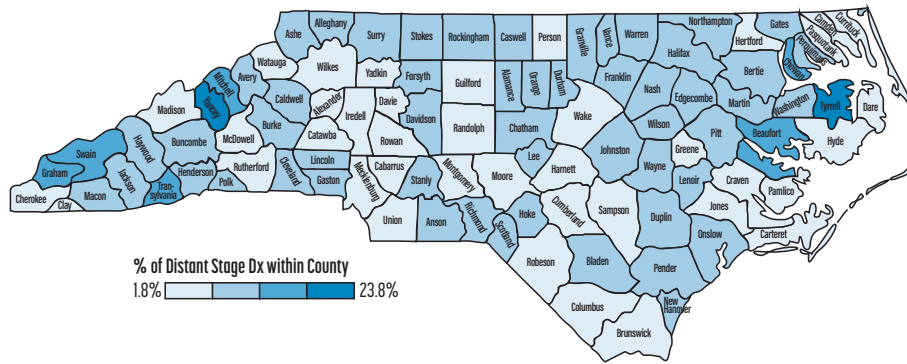 Ashe
Alleghany
Surry
Stokes
Rockingham
Caswell
Person
Granville
Vance
Warren
Northampton
Gates
Camden
Currituck
Pasquotank
Perquimans
Chowan
Hertford
Halifax
Bertie
Watauga
Wilkes
Yadkin
Forsyth
Guilford
Alamance
Orange
Durham
Franklin
Nash
Edgecombe
Martin
Washington
Tyrrell
Dare
Mitchell
Avery
Yancey
Madison
Caldwell
Alexander
Iredell
Davie
Davidson
Randolph
Chatham
Wake
Wilson
Pitt
Beaufort
Hyde
Burke
McDowell
Catawba
Rowan
Johnston
Greene
Buncombe
Haywood
Swain
Graham
Rutherford
Cleveland
Lincoln
Gaston
Mecklenburg
Cabarrus
Stanly
Montgomery
Moore
Lee
Harnett
Wayne
Lenoir
Craven
Pamlico
Cherokee
Clay
Macon
Jackson
Tran-
sylvania
Henderson
Polk
Union
Anson
Richmond
Scotland
Hoke
Cumberland
Sampson
Duplin
Jones
Onslow
Carteret
Robeson
Bladen
Pender
New
Hanover
Columbus
Brunswick
% of Distant Stage Dx within County
1.8% 23.8%